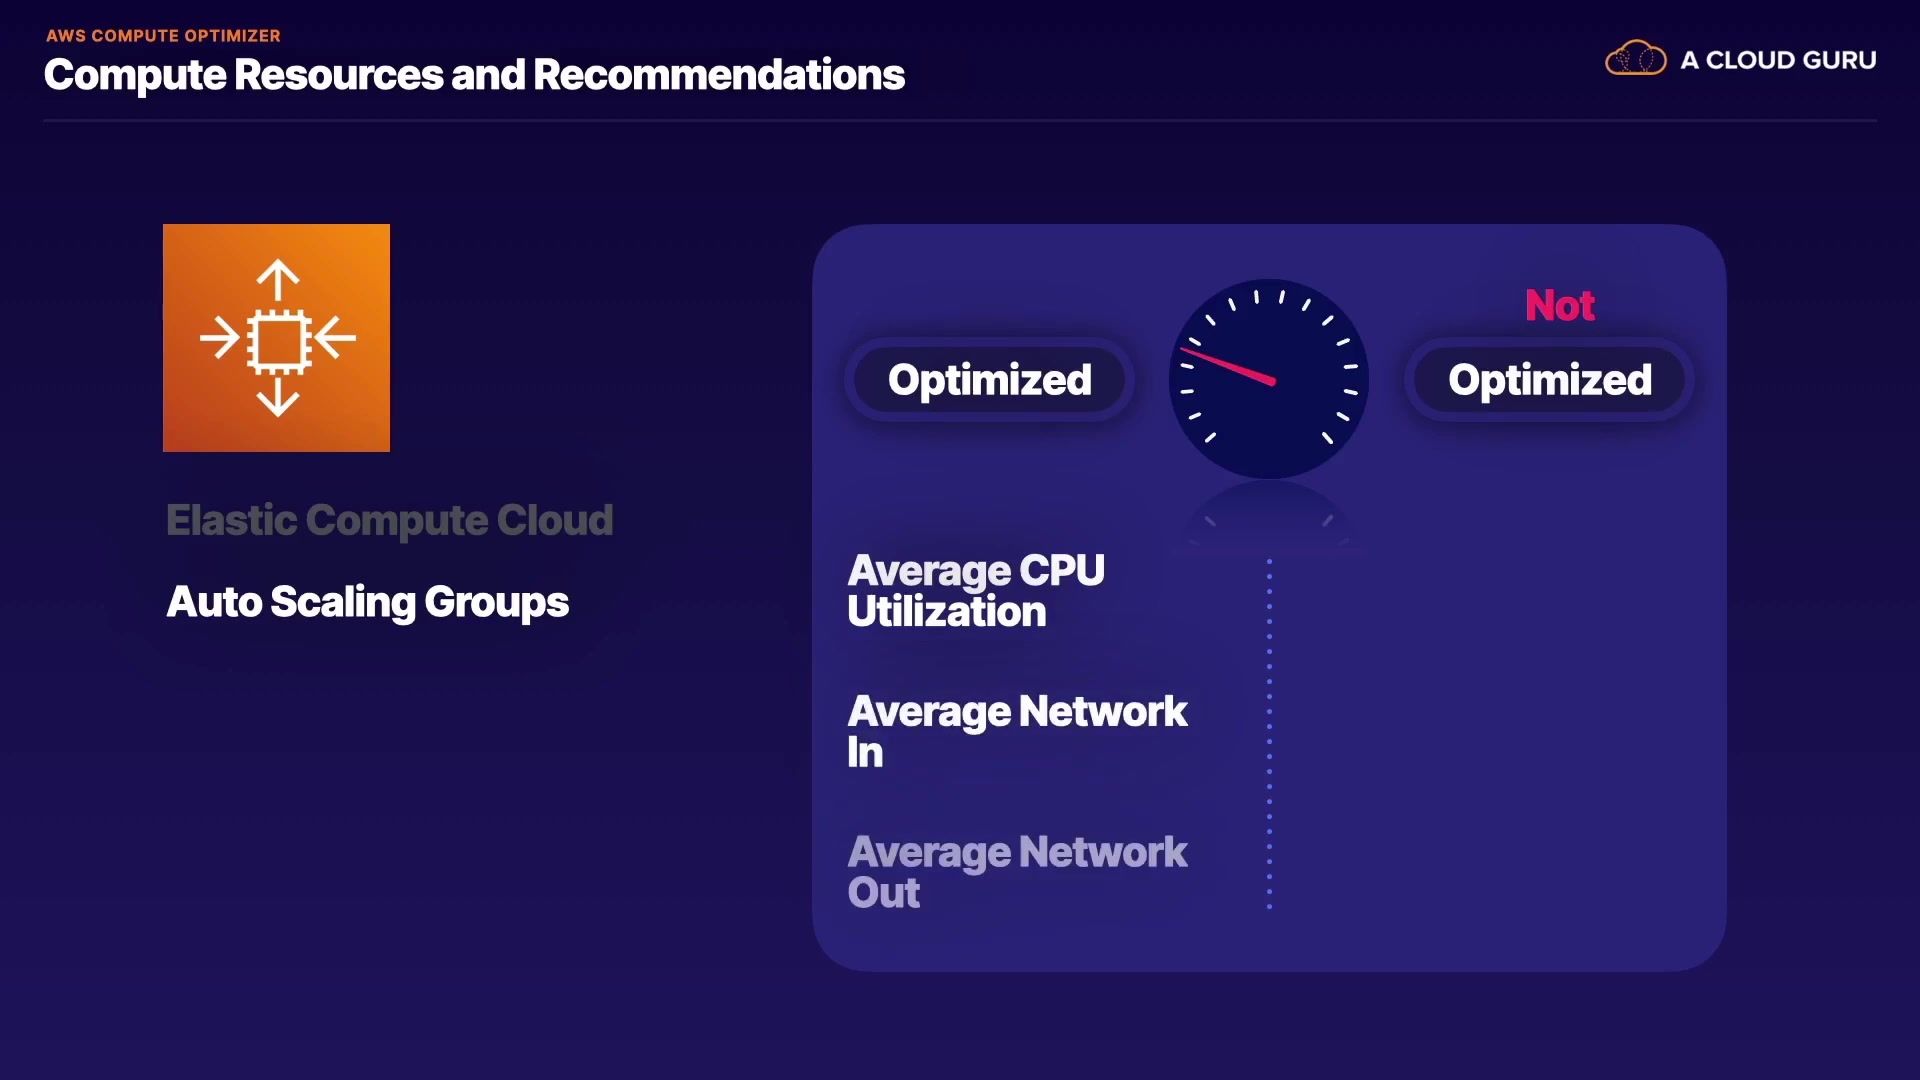 AWS COMPUTE OPTIMIZER
Compute Resources and Recommendations
A CLOUD GURU
Elastic Compute Cloud
Auto Scaling Groups
Optimized
Not
Optimized
Average CPU
Utilization
Average Network
In
Average Network
Out